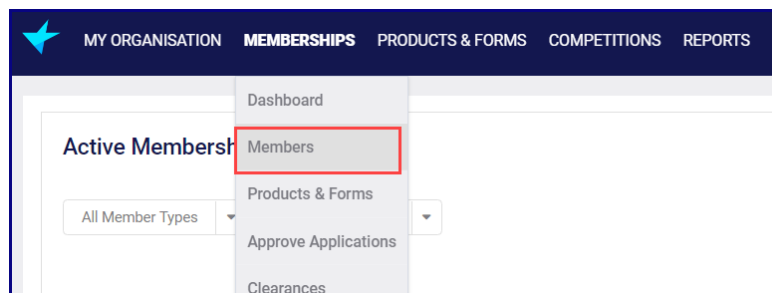 MY ORGANISATION MEMBERSHIPS PRODUCTS & FORMS COMPETITIONS REPORTS
Dashboard
Active Membersh
Members
Products & Forms
All Member Types
Approve Applications
Clearances